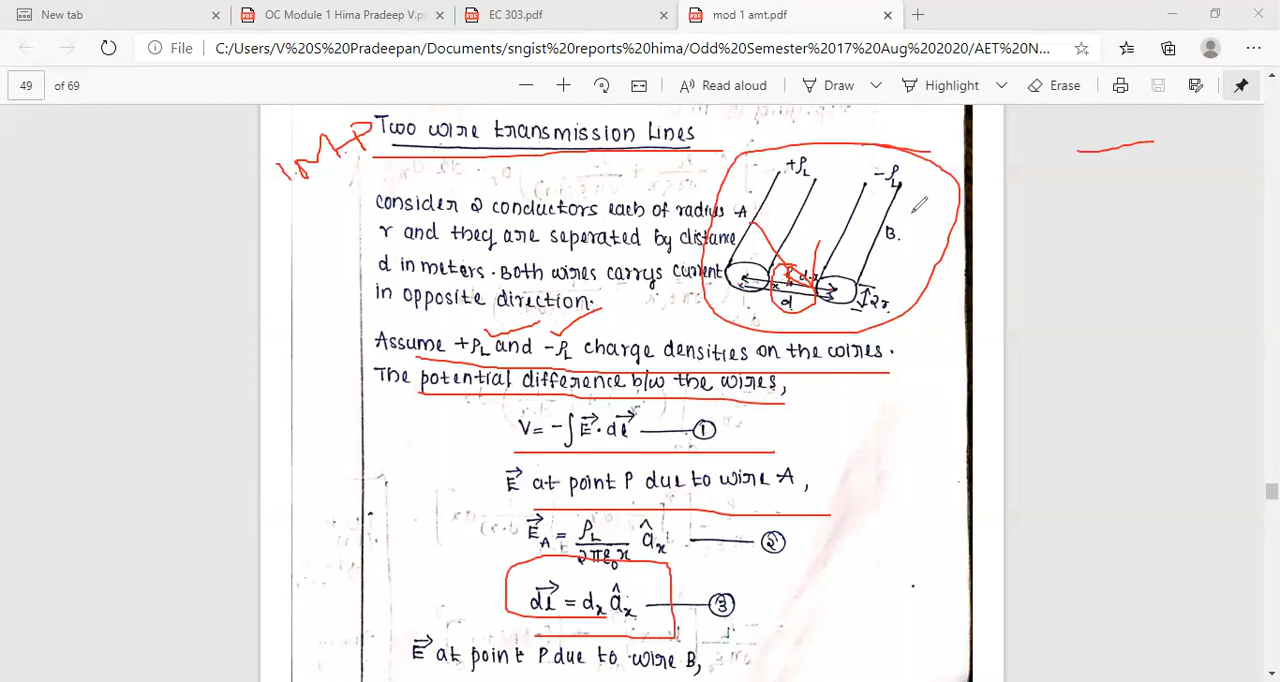 New tab
OC Module 1 Hima Pradeep V.p
EC 303.pdf
mod 1 amt.pdf
File
C:/Users/V%20S%20Pradeepan/Documents/sngist%20reports%20hima/Odd%20Semester%202017%20Aug%202020/AET%20N...
49 of 69
Read aloud
Draw
Highlight
Erase
I.M.P
Two wire transmission Lines
+ρL
-ρL
consider 2 conductors each of radius
A
r and they are seperated by distance
B.
d in meters. Both wires carrys current
x
d-x
in opposite direction.
d
2r
Assume +ρL and -ρL charge densities on the wires.
The potential difference b/w the wires,
V= -∫E⃗. dl⃗ ——— ①
E⃗ at point P due to wire A,
E⃗A = ρL / 2πε0x âx ——— ②
dl⃗ = dx âx ——— ③
E⃗ at point P due to wire B,